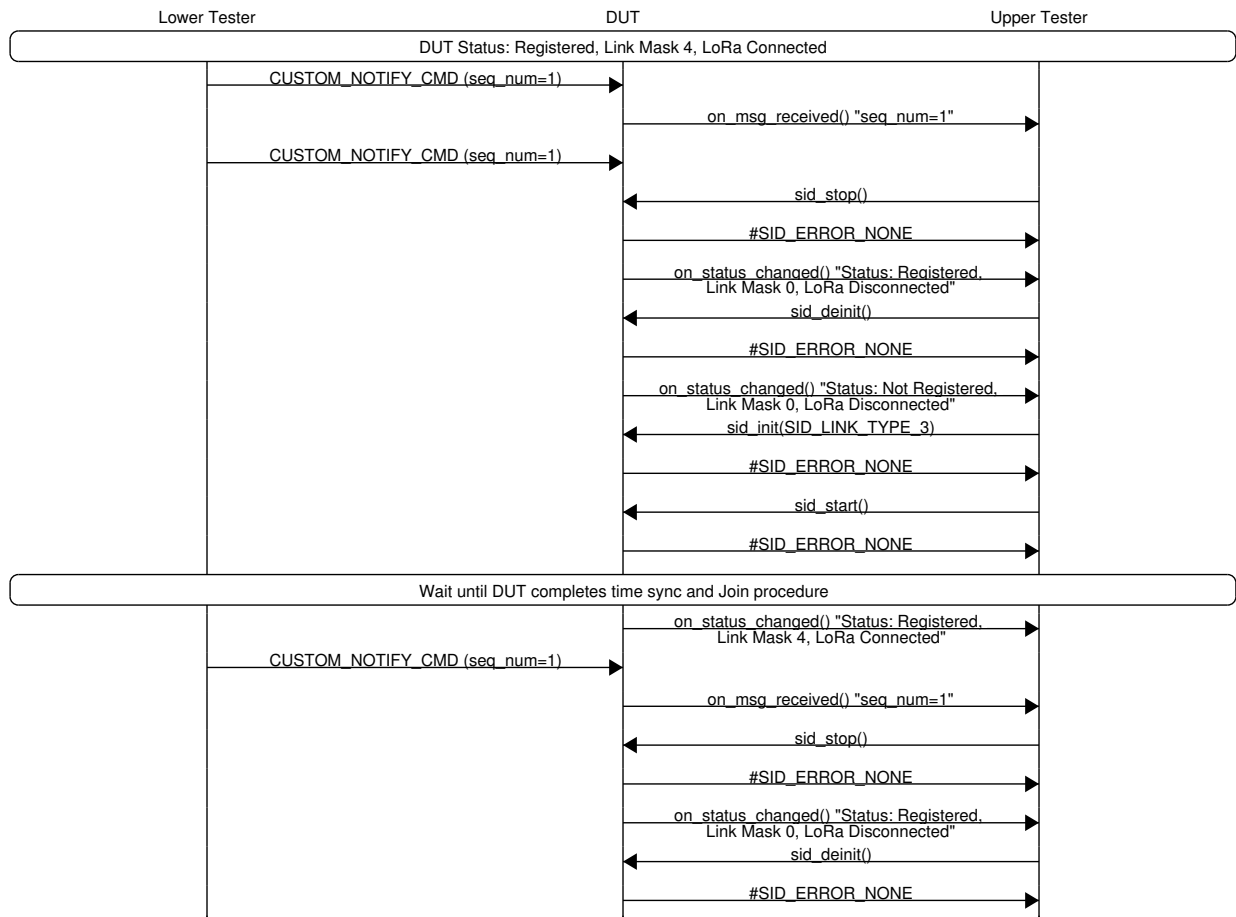 Lower Tester DUT Upper Tester
DUT Status: Registered, Link Mask 4, LoRa Connected
CUSTOM_NOTIFY_CMD (seq_num=1)
on_msg_received() "seq_num=1"
CUSTOM_NOTIFY_CMD (seq_num=1)
sid_stop()
#SID_ERROR_NONE
on_status_changed() "Status: Registered,
Link Mask 0, LoRa Disconnected"
sid_deinit()
#SID_ERROR_NONE
on_status_changed() "Status: Not Registered,
Link Mask 0, LoRa Disconnected"
sid_init(SID_LINK_TYPE_3)
#SID_ERROR_NONE
sid_start()
#SID_ERROR_NONE
Wait until DUT completes time sync and Join procedure
on_status_changed() "Status: Registered,
Link Mask 4, LoRa Connected"
CUSTOM_NOTIFY_CMD (seq_num=1)
on_msg_received() "seq_num=1"
sid_stop()
#SID_ERROR_NONE
on_status_changed() "Status: Registered,
Link Mask 0, LoRa Disconnected"
sid_deinit()
#SID_ERROR_NONE